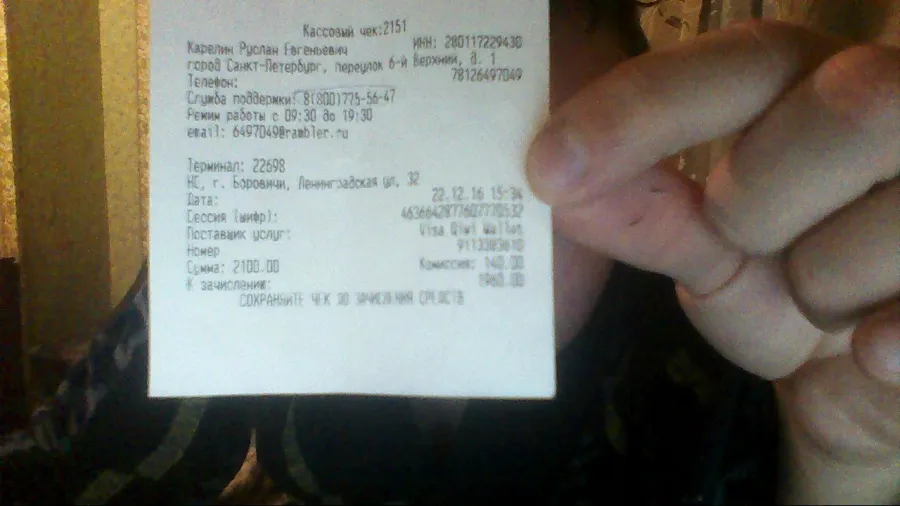 Кассовый чек:2151
Карелин Руслан Евгеньевич ИНН: 280117229430
город Санкт-Петербург, переулок 6-й Верхний, д. 1
Телефон: 78126497049
Служба поддержки: 8(800)775-56-47
Режим работы с 09:30 до 19:30
email: 6497049@rambler.ru
Терминал: 22698
НС, г. Боровичи, Ленинградская ул, 32
Дата: 22.12.16 15:34
Сессия (шифр): 4636642877607770532
Поставщик услуг: Visa Qiwi Wallet
Номер
Сумма: 2100.00 Комиссия: 140.00
К зачислению: 1960.00
СОХРАНЯЙТЕ ЧЕК ДО ЗАЧИСЛЕНИЯ СРЕДСТВ